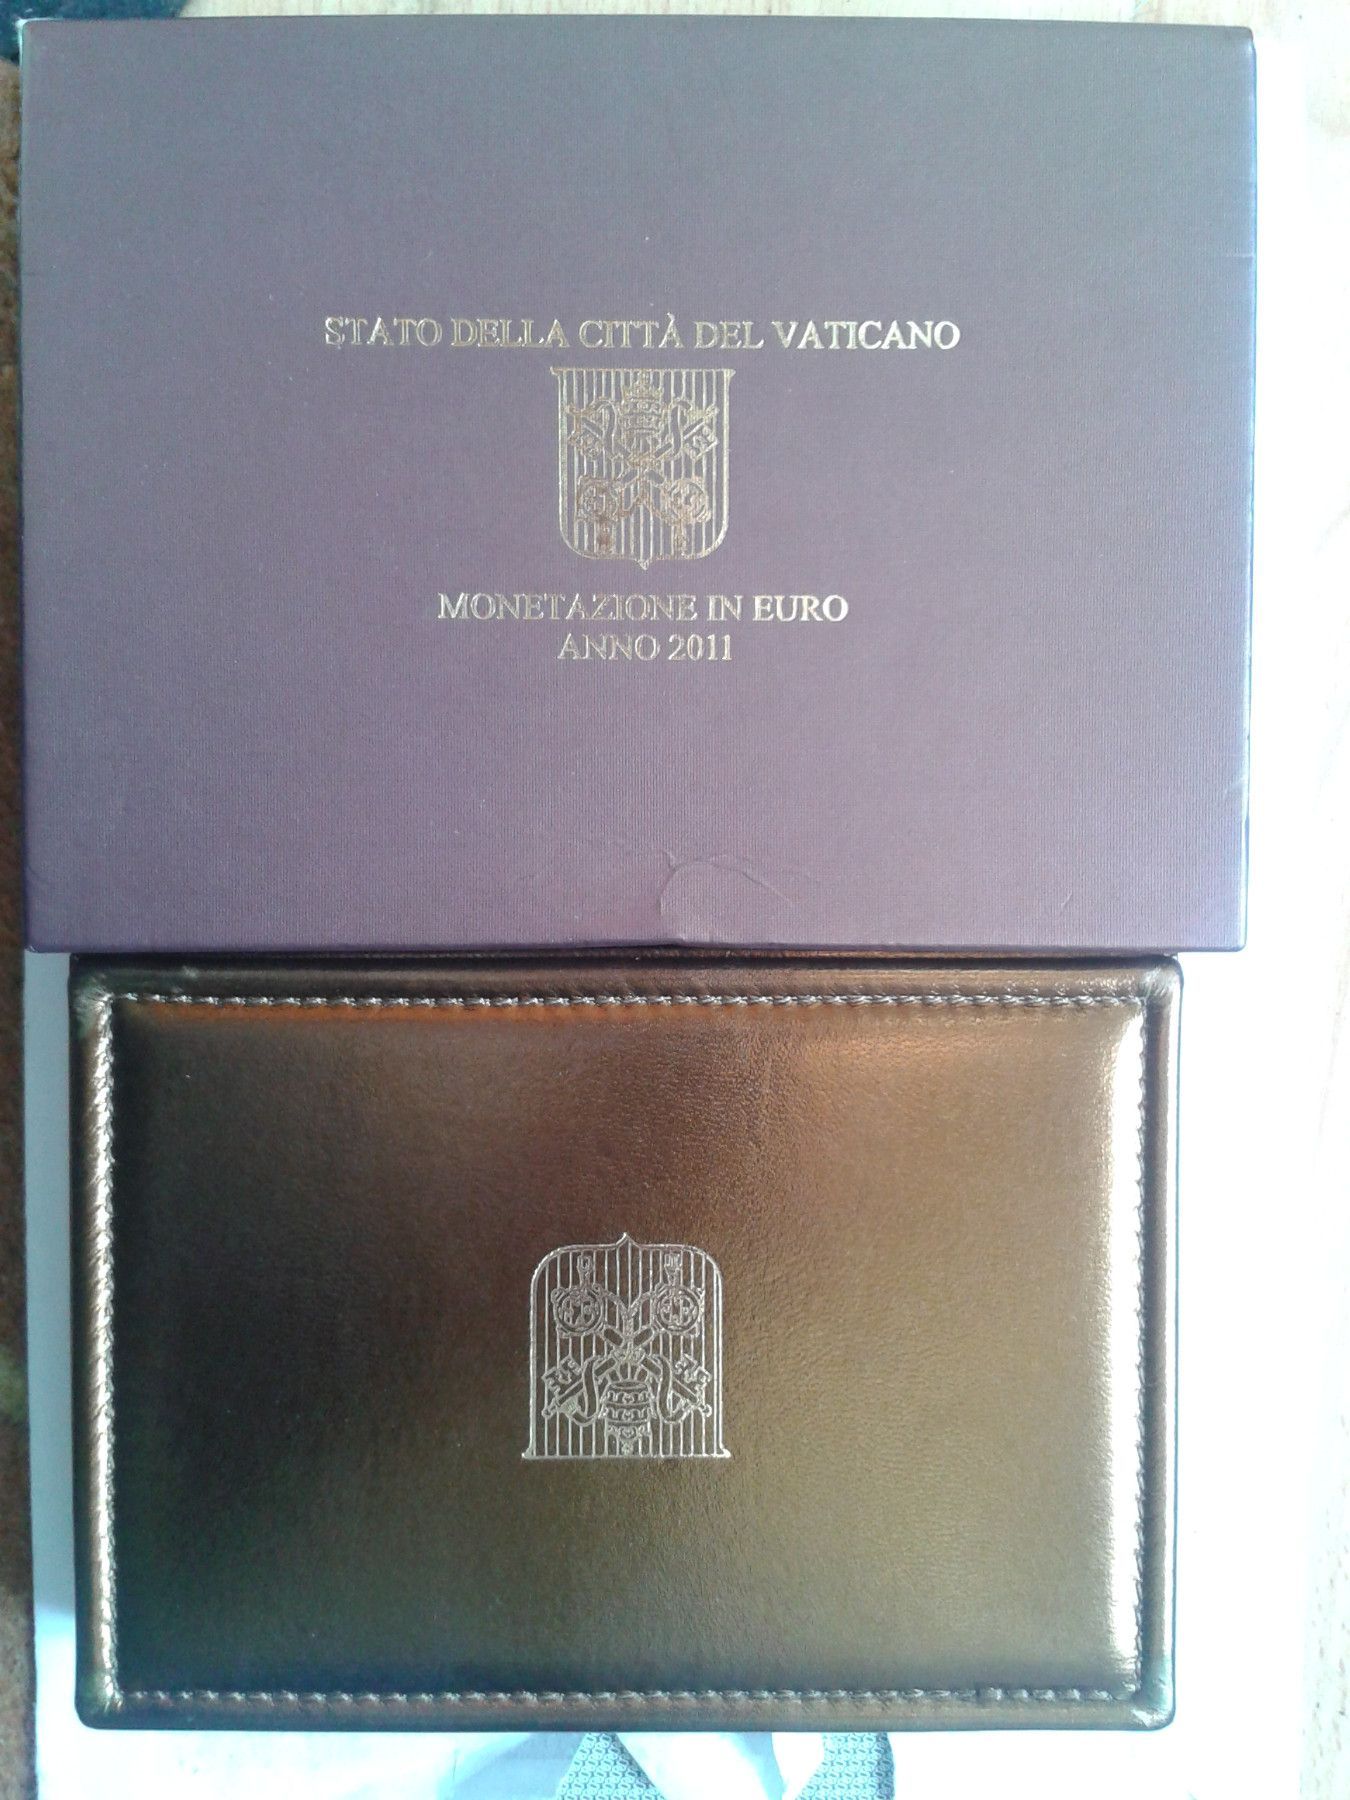 STATO DELLA CITTÀ DEL VATICANO
MONETAZIONE IN EURO
ANNO 2011